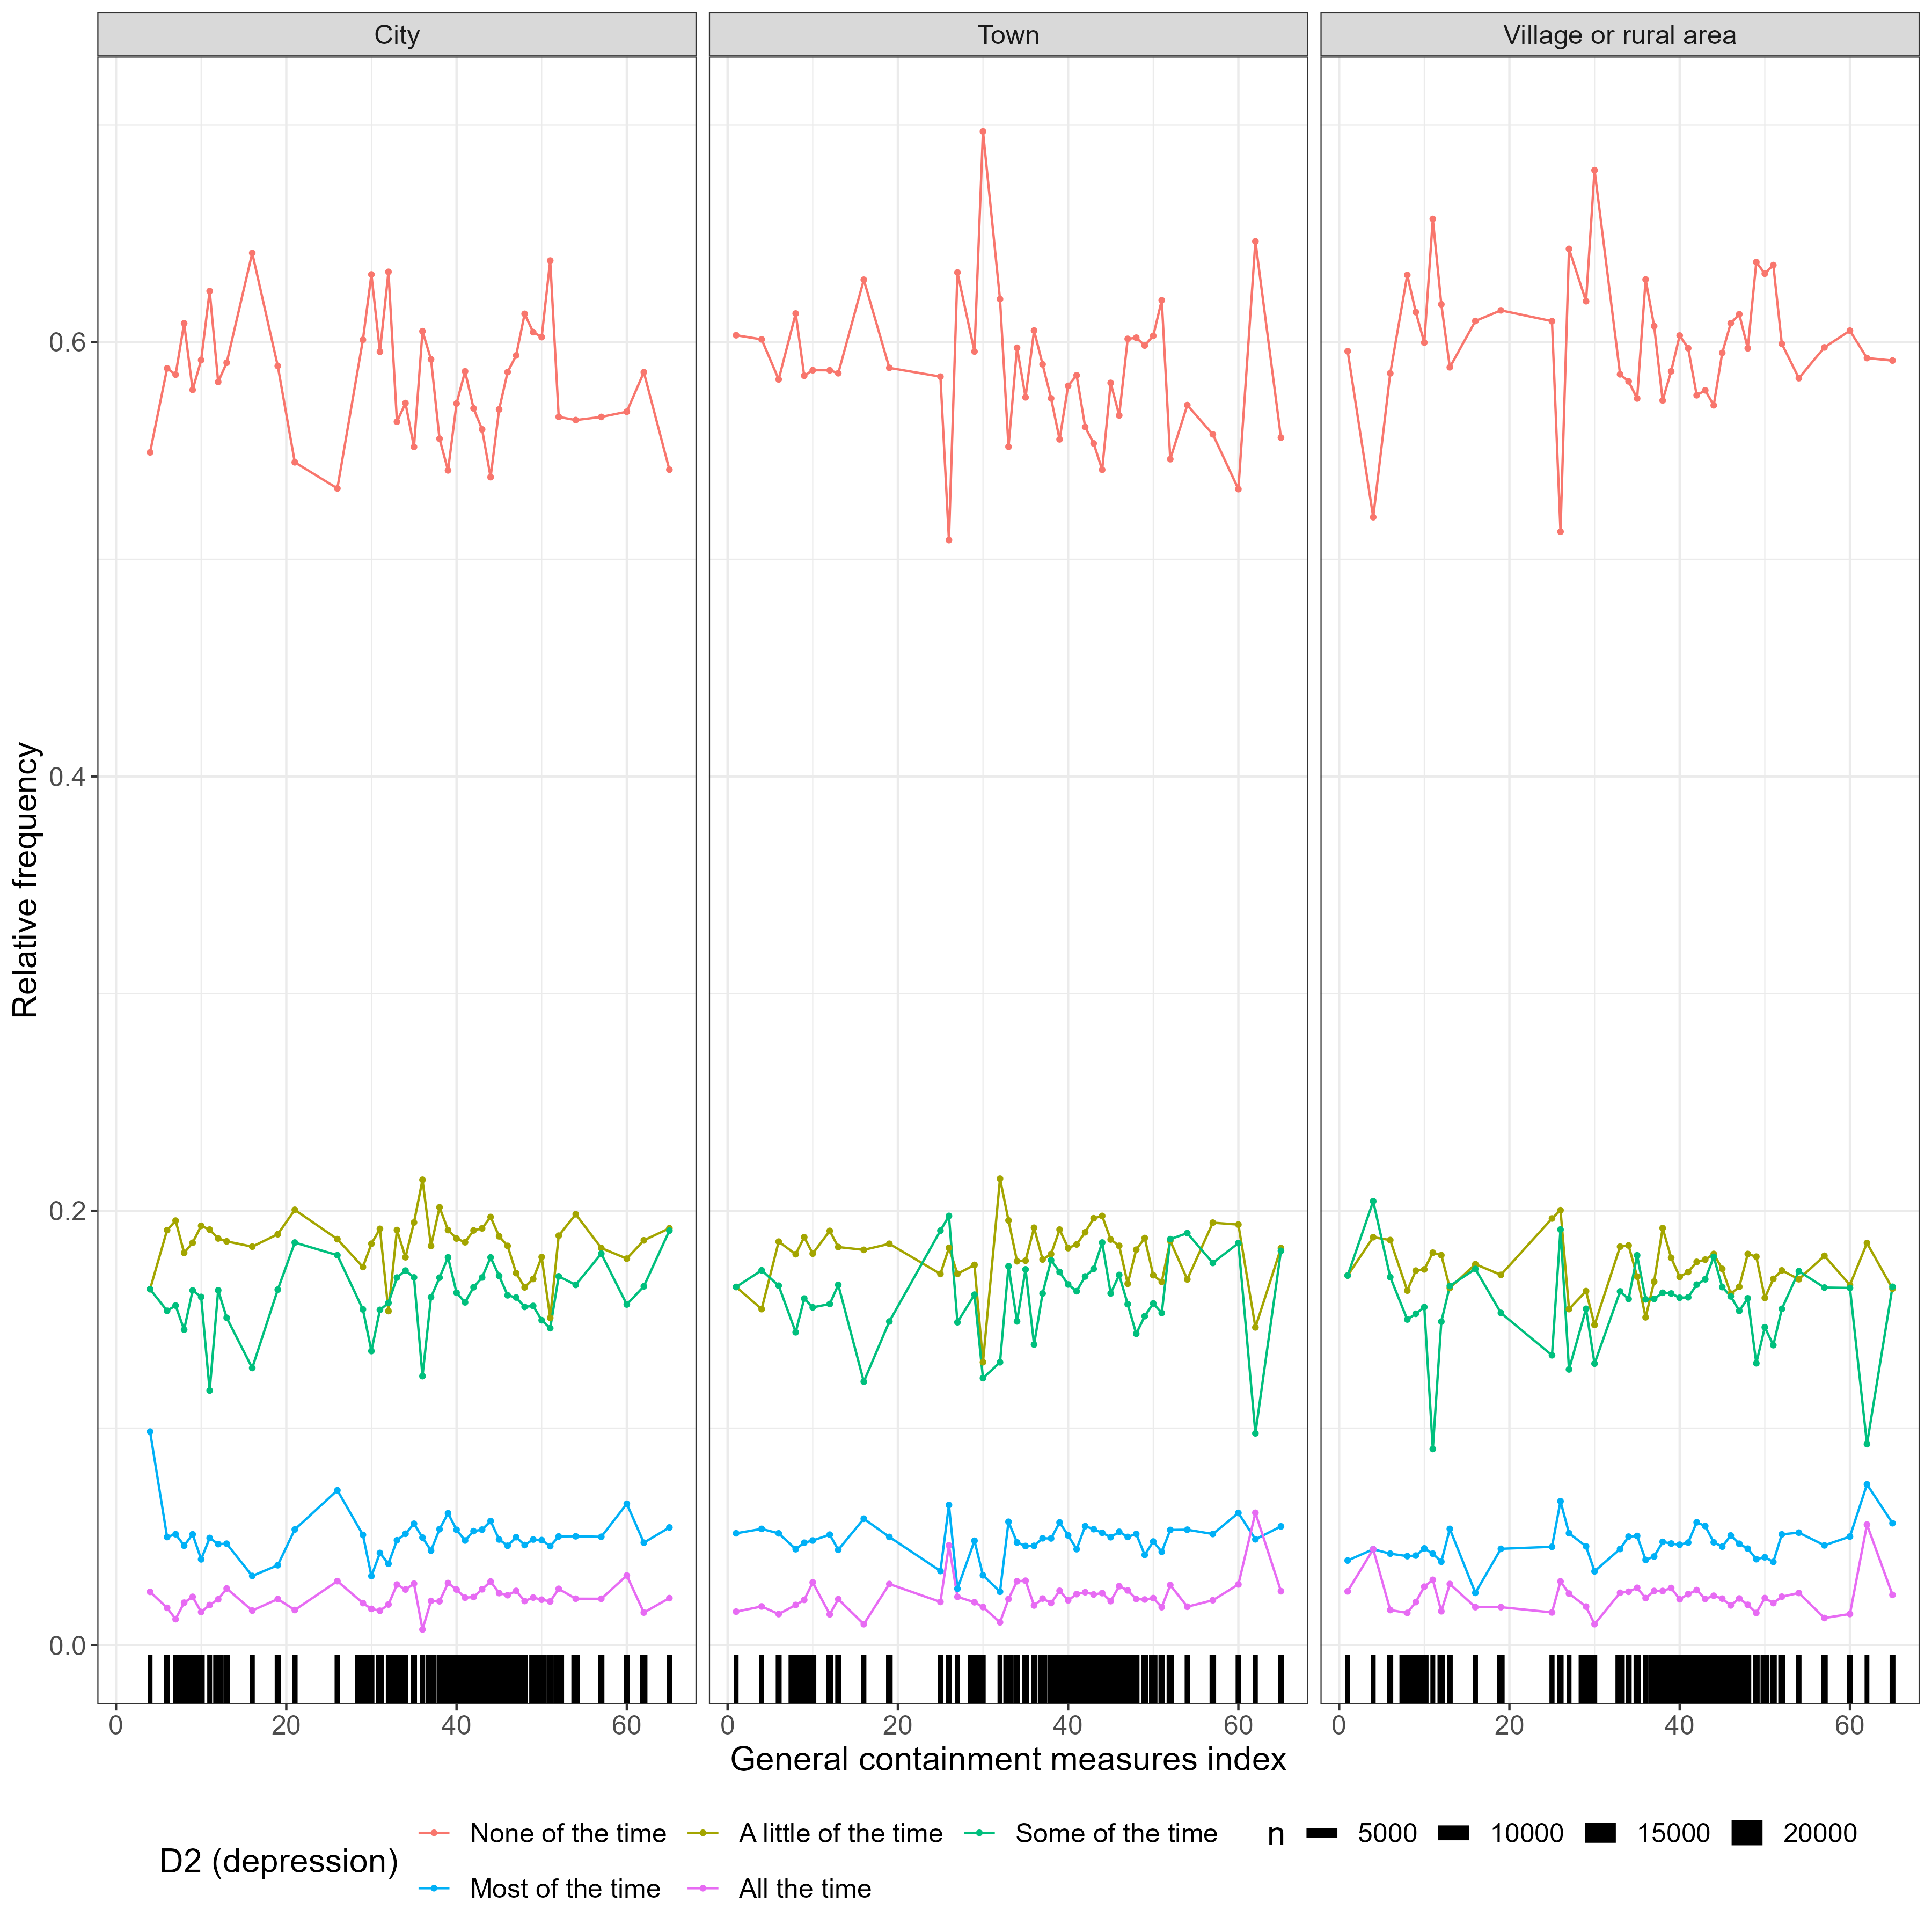 City Town Village or rural area
0.6
0.4
0.2
0.0
Relative frequency
0 20 40 60 0 20 40 60 0 20 40 60
General containment measures index
D2 (depression)
None of the time A little of the time Some of the time
Most of the time All the time
n 5000 10000 15000 20000